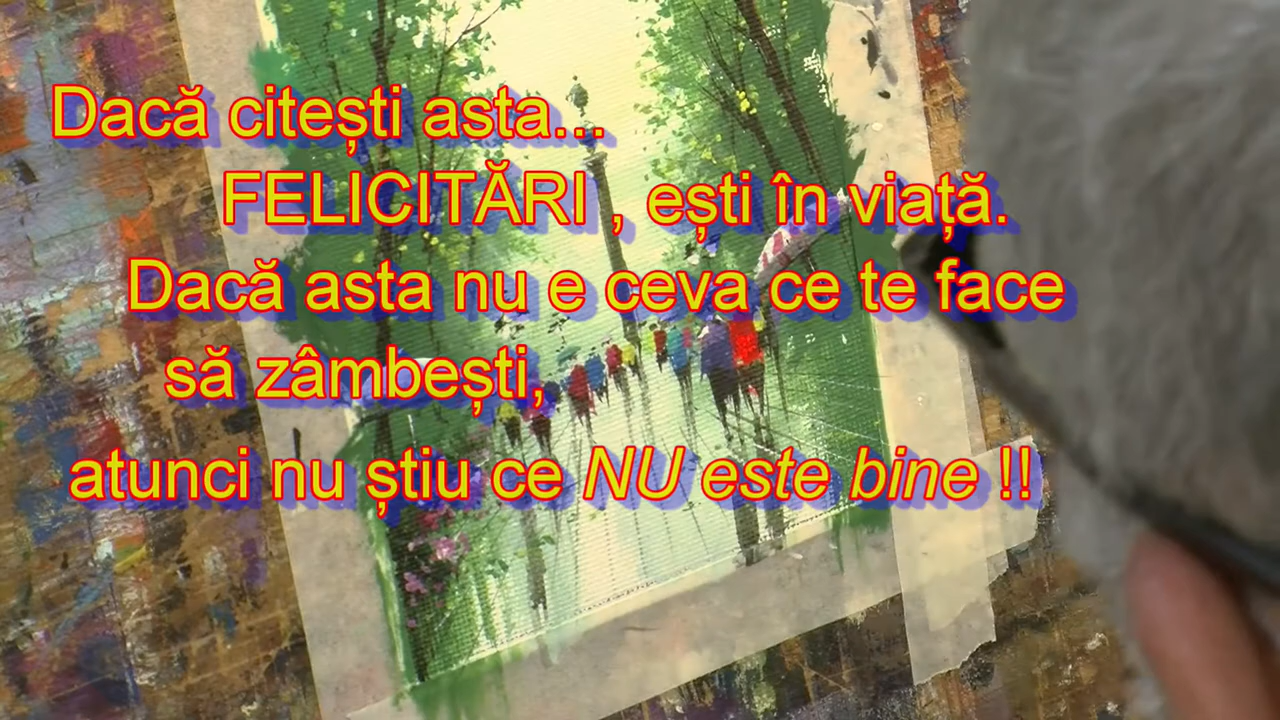 Dacă citești asta...
FELICITĂRI , ești în viață.
Dacă asta nu e ceva ce te face
să zâmbești,
atunci nu știu ce NU este bine !!